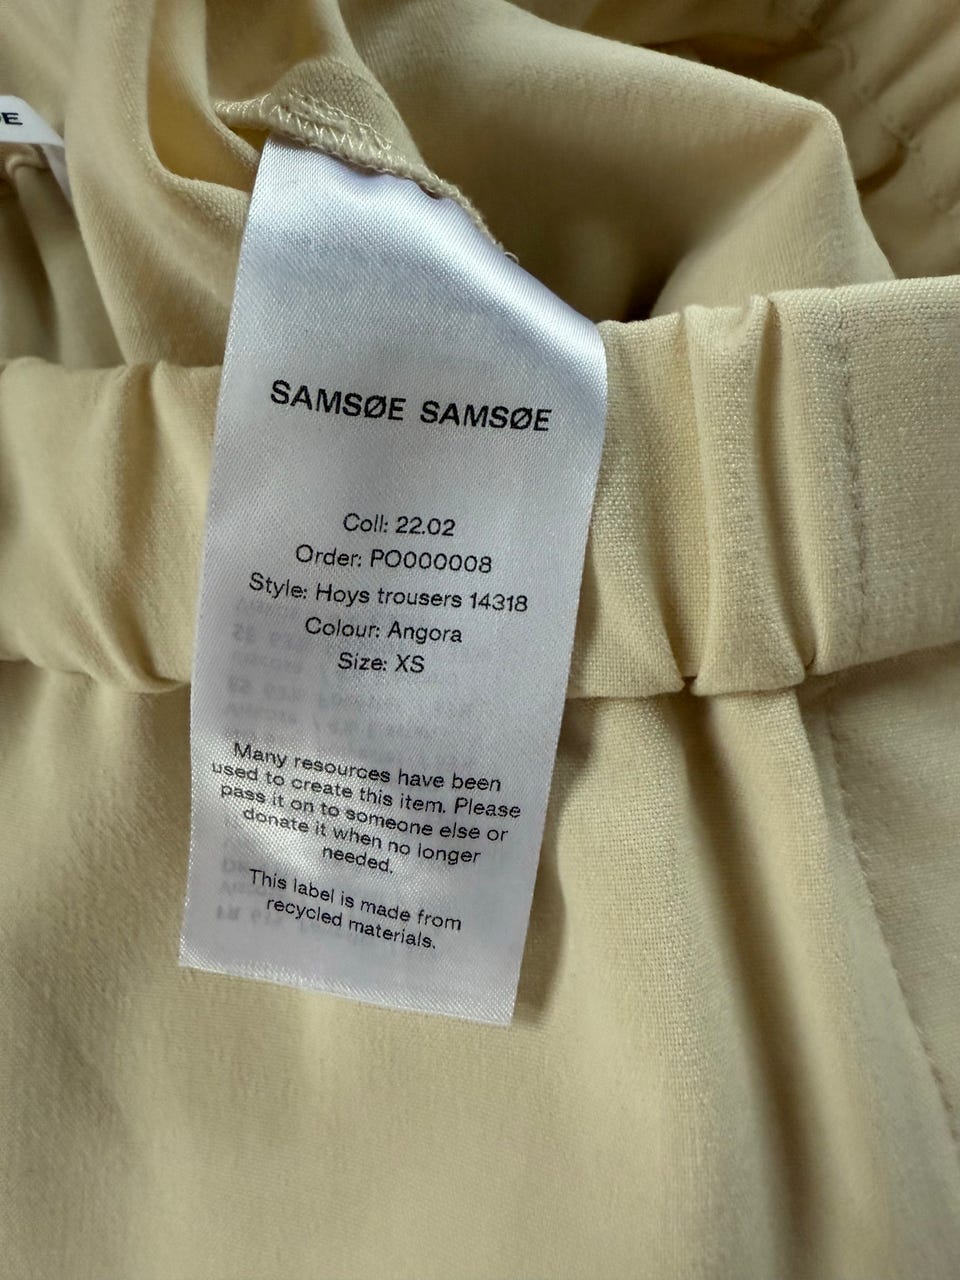 ØE
SAMSØE SAMSØE
Coll: 22.02
Order: PO000008
Style: Hoys trousers 14318
Colour: Angora
Size: XS
Many resources have been
used to create this item. Please
pass it on to someone else or
donate it when no longer
needed.
This label is made from
recycled materials.